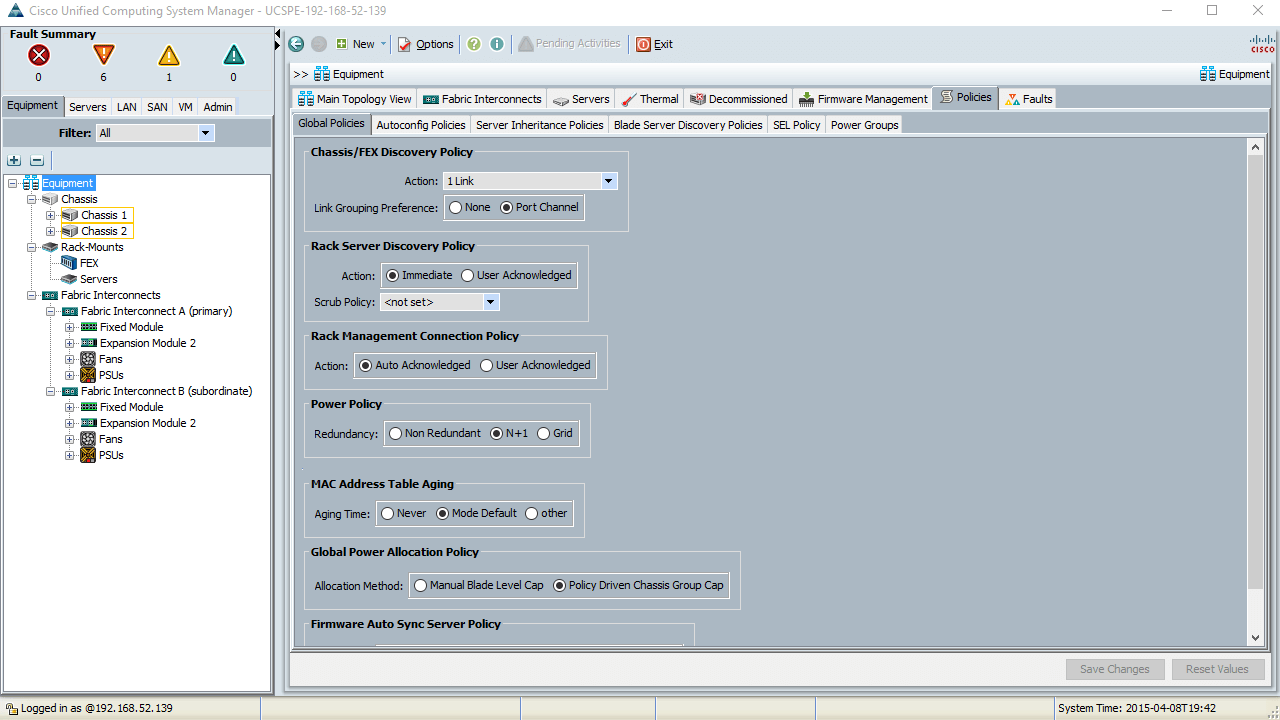 Cisco Unified Computing System Manager - UCSPE-192-168-52-139
Fault Summary
0 6 1 0
New Options Pending Activities Exit
CISCO
>> Equipment Equipment
Equipment Servers LAN SAN VM Admin
Main Topology View Fabric Interconnects Servers Thermal Decommissioned Firmware Management Policies Faults
Global Policies Autoconfig Policies Server Inheritance Policies Blade Server Discovery Policies SEL Policy Power Groups
Filter: All
Equipment
Chassis
Chassis 1
Chassis 2
Rack-Mounts
FEX
Servers
Fabric Interconnects
Fabric Interconnect A (primary)
Fixed Module
Expansion Module 2
Fans
PSUs
Fabric Interconnect B (subordinate)
Fixed Module
Expansion Module 2
Fans
PSUs
Chassis/FEX Discovery Policy
Action: 1 Link
Link Grouping Preference: None Port Channel
Rack Server Discovery Policy
Action: Immediate User Acknowledged
Scrub Policy: <not set>
Rack Management Connection Policy
Action: Auto Acknowledged User Acknowledged
Power Policy
Redundancy: Non Redundant N+1 Grid
MAC Address Table Aging
Aging Time: Never Mode Default other
Global Power Allocation Policy
Allocation Method: Manual Blade Level Cap Policy Driven Chassis Group Cap
Firmware Auto Sync Server Policy
Save Changes Reset Values
Logged in as @192.168.52.139 System Time: 2015-04-08T19:42